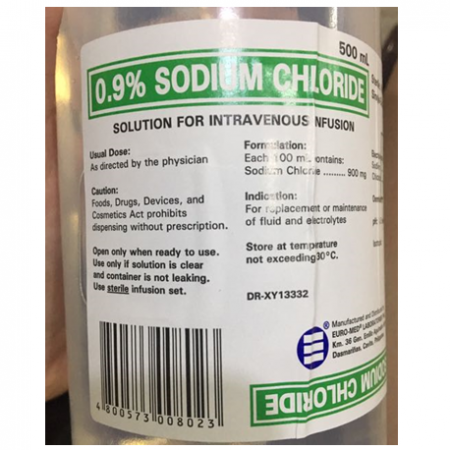 500 mL
0.9% SODIUM CHLORIDE
SOLUTION FOR INTRAVENOUS INFUSION
Usual Dose:
As directed by the physician
Caution:
Foods, Drugs, Devices, and
Cosmetics Act prohibits
dispensing without prescription.
Open only when ready to use.
Use only if solution is clear
and container is not leaking.
Use sterile infusion set.
Formulation:
Each 100 mL contains:
Sodium Chloride ......... 900 mg
Indication:
For replacement or maintenance
of fluid and electrolytes
Store at temperature
not exceeding 30°C.
DR-XY13332
® Manufactured and
EURO-MED
Km. 36 Gen.
Dasmariñas, Cavite,
4 800573 008023
SODIUM CHLORIDE